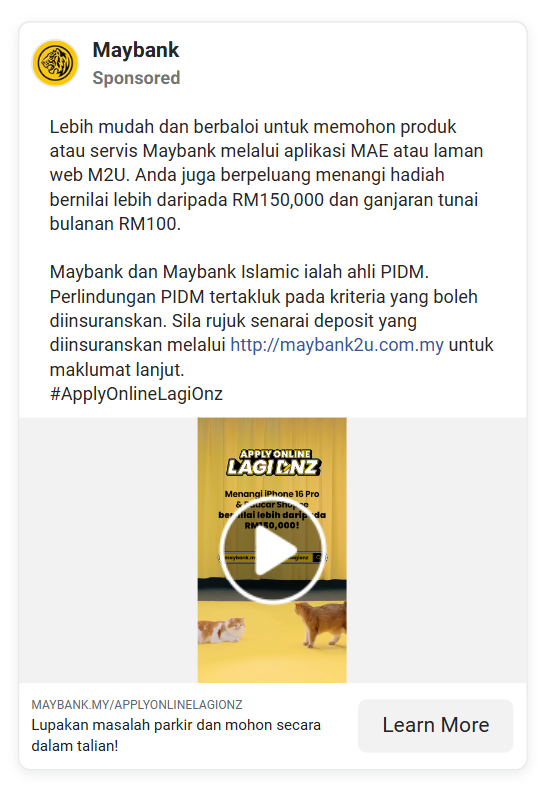 Maybank
Sponsored
Lebih mudah dan berbaloi untuk memohon produk
atau servis Maybank melalui aplikasi MAE atau laman
web M2U. Anda juga berpeluang menangi hadiah
bernilai lebih daripada RM150,000 dan ganjaran tunai
bulanan RM100.
Maybank dan Maybank Islamic ialah ahli PIDM.
Perlindungan PIDM tertakluk pada kriteria yang boleh
diinsuranskan. Sila rujuk senarai deposit yang
diinsuranskan melalui http://maybank2u.com.my untuk
maklumat lanjut.
#ApplyOnlineLagiOnz
APPLY ONLINE
LAGI ONZ
Menangi iPhone 16 Pro
& Baucar Shopee
bernilai lebih daripada
RM150,000!
MAYBANK.MY/APPLYONLINELAGIONZ
Lupakan masalah parkir dan mohon secara
dalam talian!
Learn More